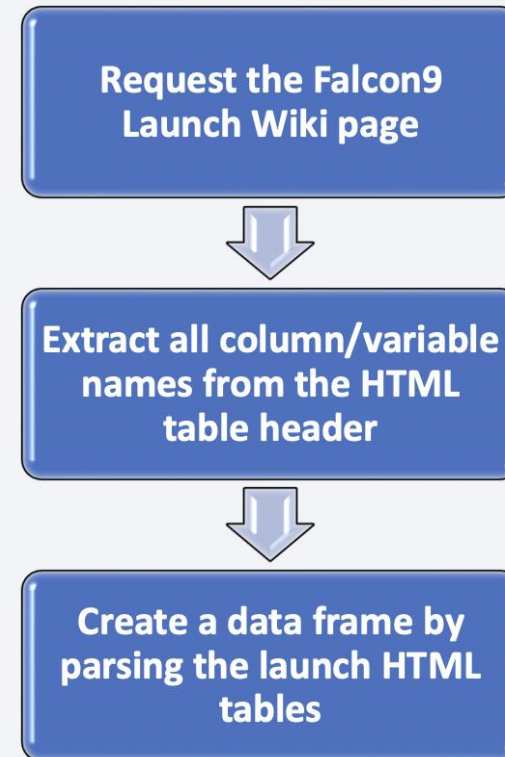 Request the Falcon9
Launch Wiki page
Extract all column/variable
names from the HTML
table header
Create a data frame by
parsing the launch HTML
tables